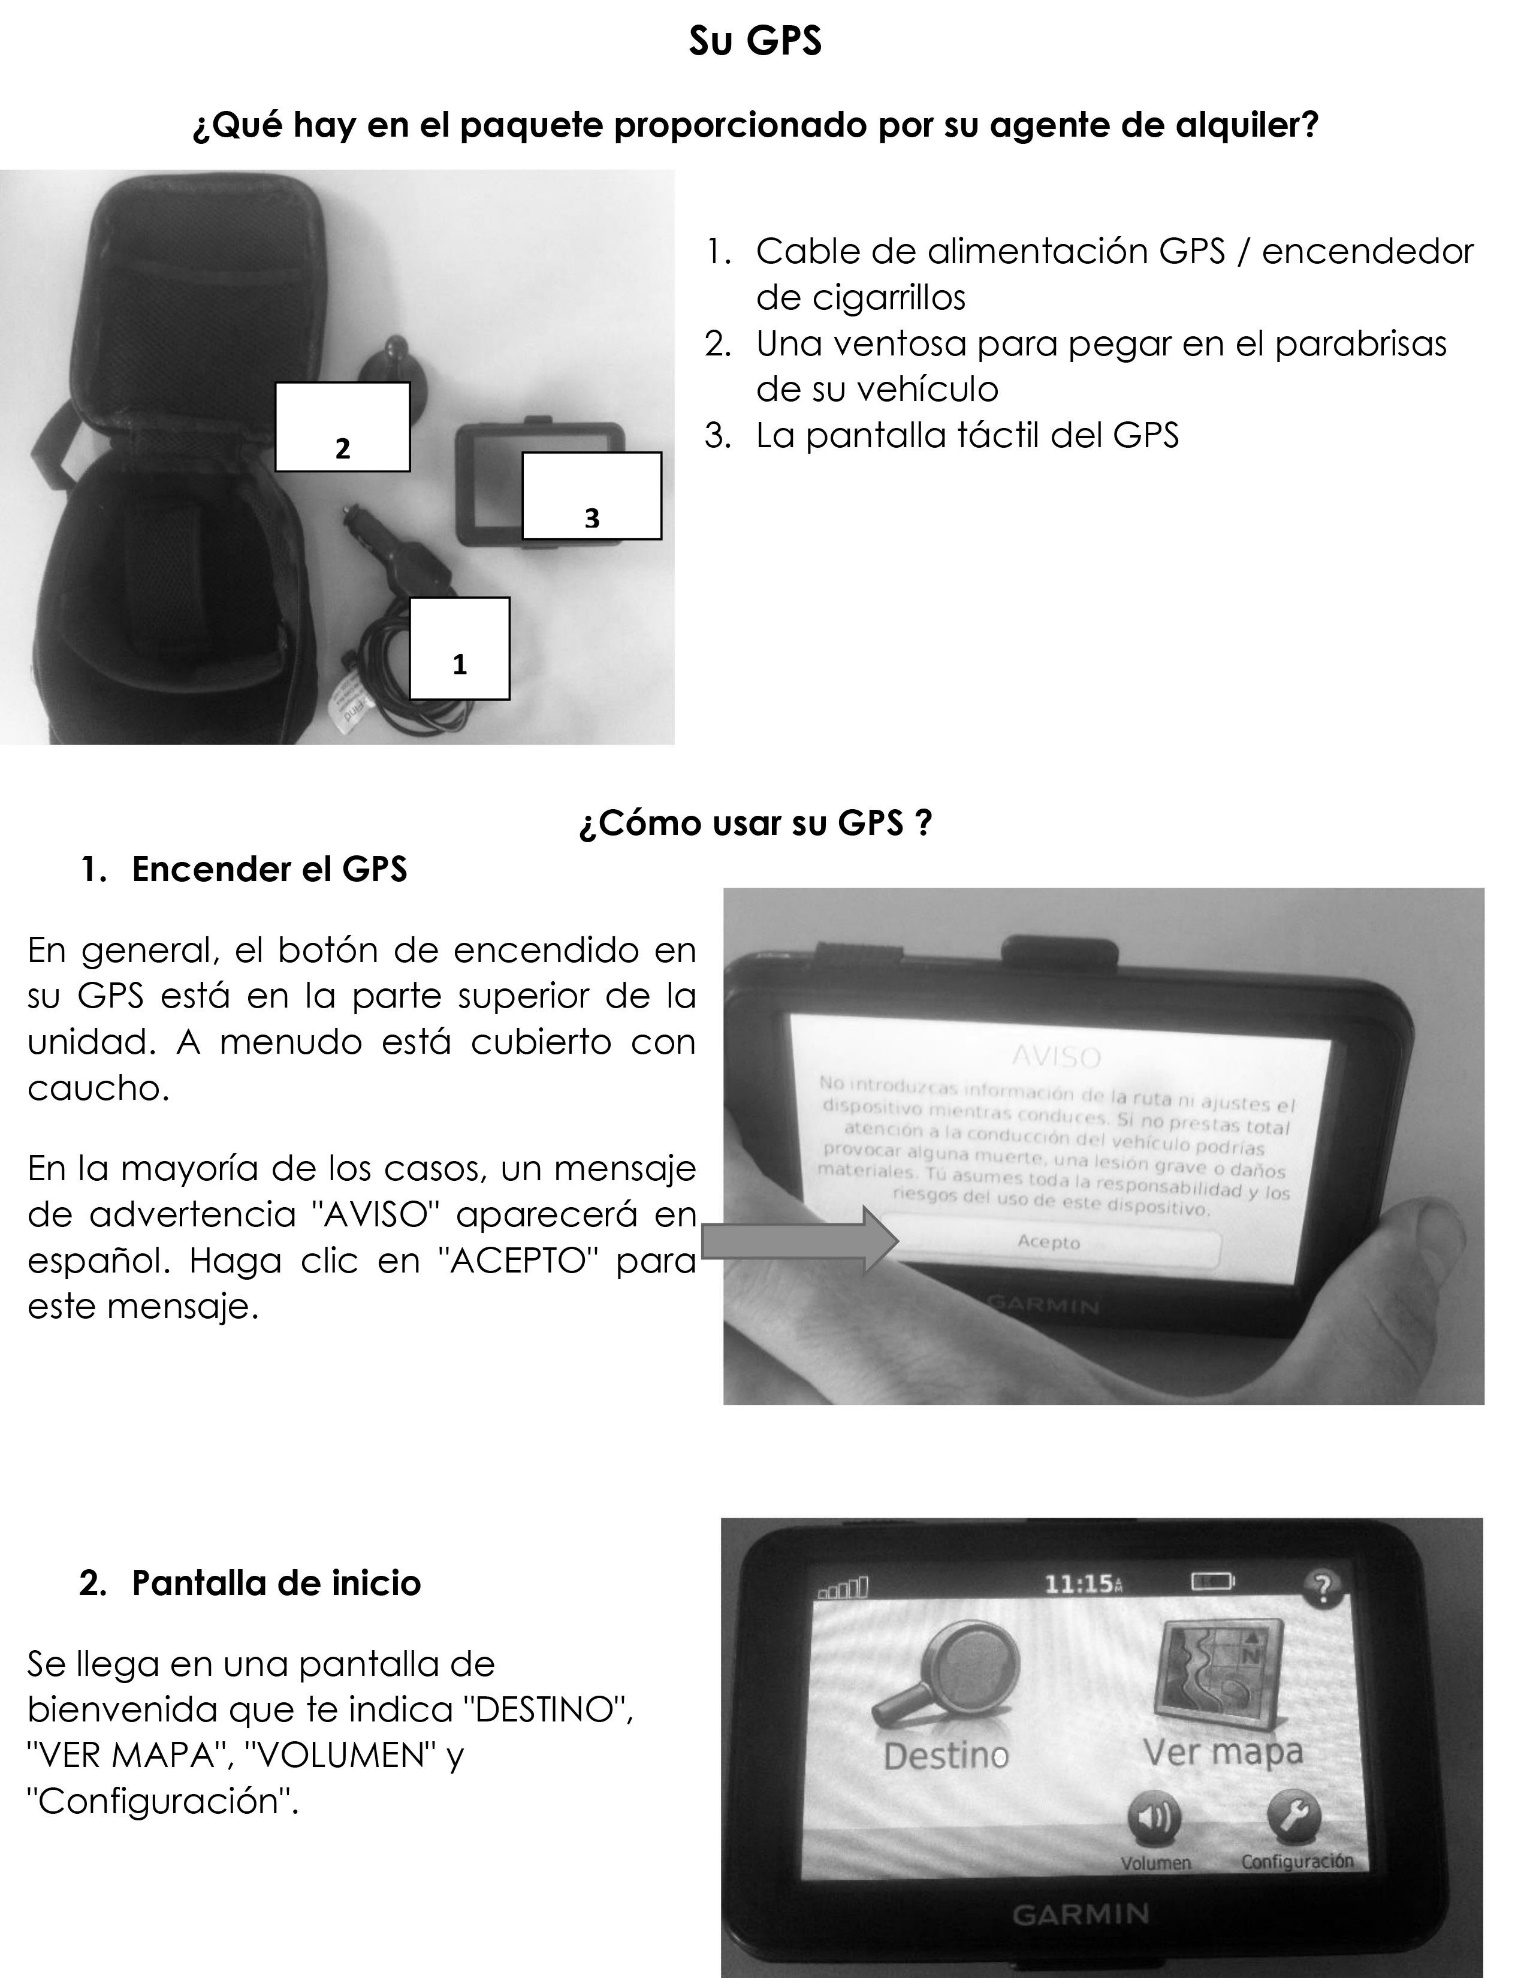 Su GPS
¿Qué hay en el paquete proporcionado por su agente de alquiler?
1. Cable de alimentación GPS / encendedor
de cigarrillos
2. Una ventosa para pegar en el parabrisas
de su vehículo
3. La pantalla táctil del GPS
2
3
1
¿Cómo usar su GPS ?
1. Encender el GPS
En general, el botón de encendido en
su GPS está en la parte superior de la
unidad. A menudo está cubierto con
caucho.
En la mayoría de los casos, un mensaje
de advertencia "AVISO" aparecerá en
español. Haga clic en "ACEPTO" para
este mensaje.
AVISO
No introduzcas información de la ruta ni ajustes el
dispositivo mientras conduces. Si no prestas total
atención a la conducción del vehículo podrías
provocar alguna muerte, una lesión grave o daños
materiales. Tú asumes toda la responsabilidad y los
riesgos del uso de este dispositivo.
Acepto
GARMIN
2. Pantalla de inicio
Se llega en una pantalla de
bienvenida que te indica "DESTINO",
"VER MAPA", "VOLUMEN" y
"Configuración".
11:15 AM
?
N
Destino
Ver mapa
Volumen
Configuración
GARMIN